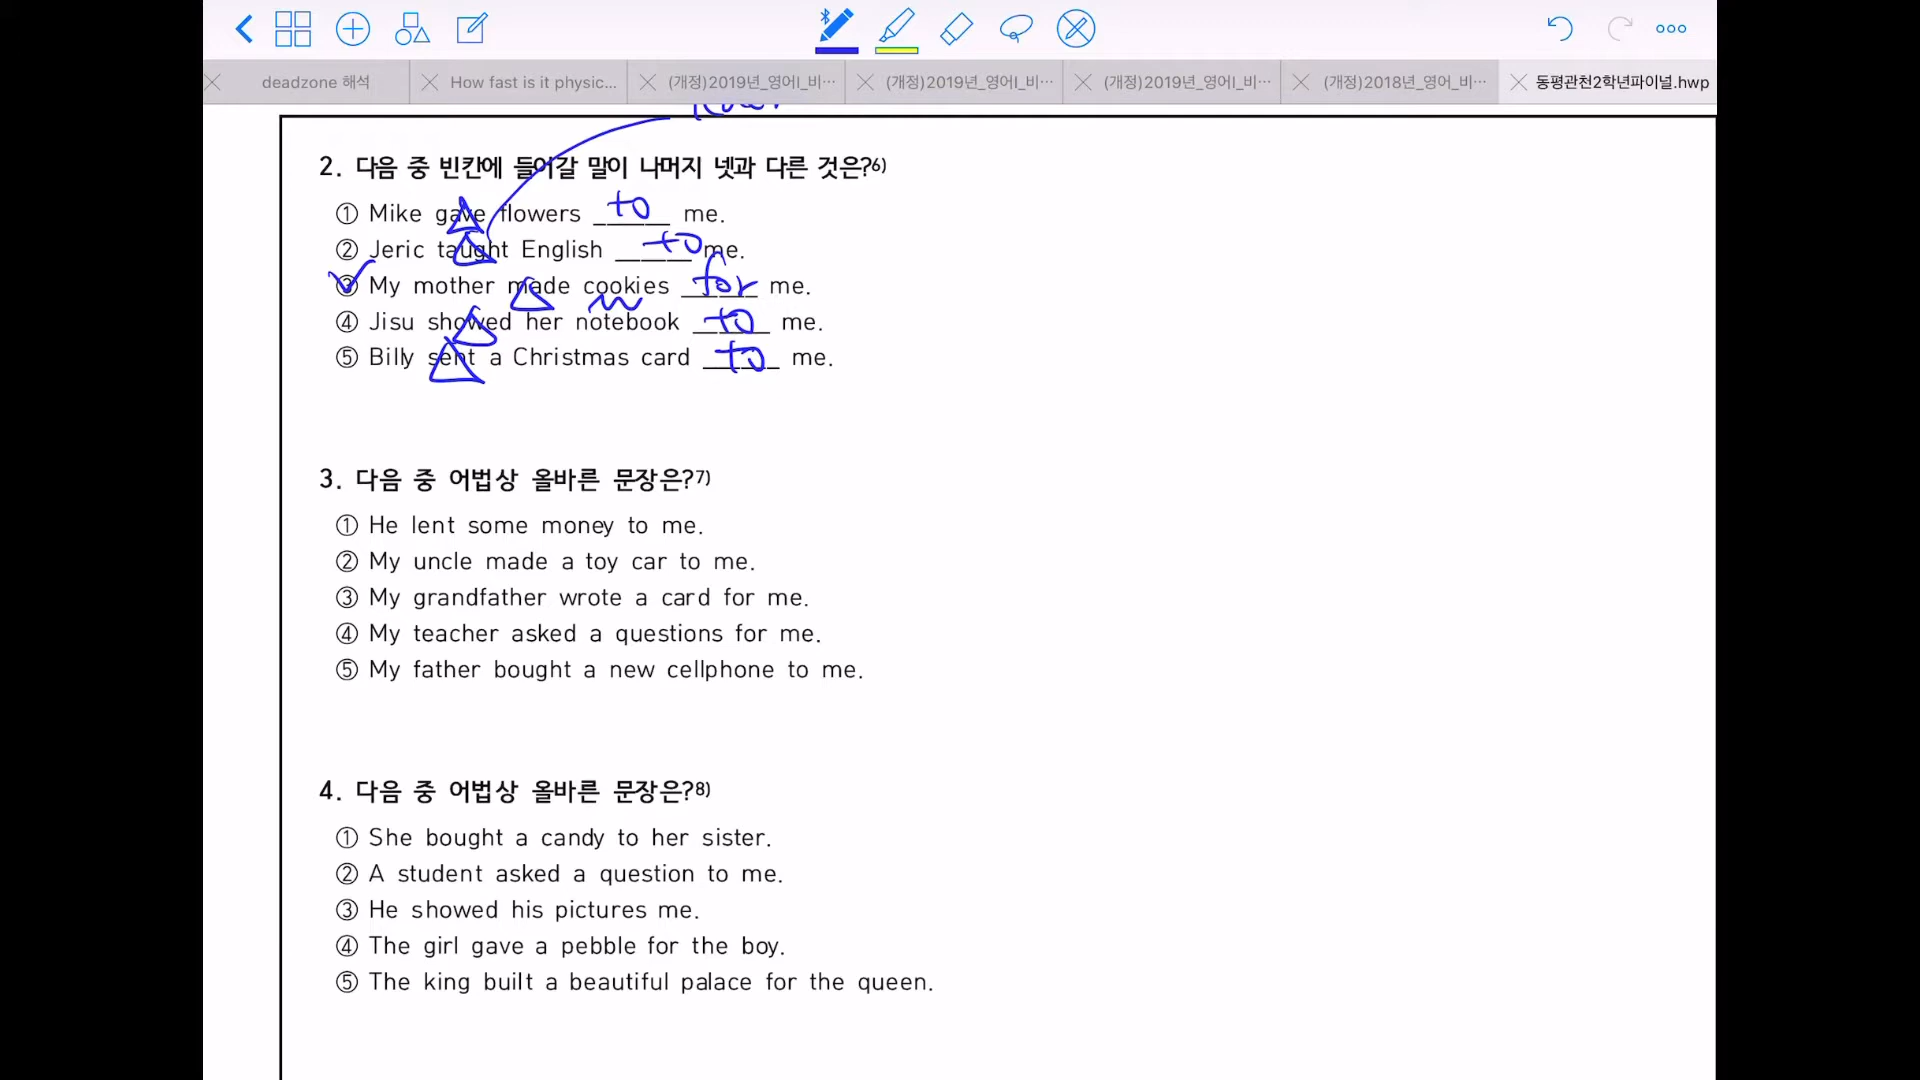 deadzone 해석
How fast is it physic...
(개정)2019년_영어I_비...
(개정)2019년_영어I_비...
(개정)2019년_영어I_비...
(개정)2018년_영어_비...
동평관천2학년파이널.hwp
2. 다음 중 빈칸에 들어갈 말이 나머지 넷과 다른 것은?6)
① Mike gave flowers to me.
② Jeric taught English to me.
③ My mother made cookies for me.
④ Jisu showed her notebook to me.
⑤ Billy sent a Christmas card to me.
3. 다음 중 어법상 올바른 문장은?7)
① He lent some money to me.
② My uncle made a toy car to me.
③ My grandfather wrote a card for me.
④ My teacher asked a questions for me.
⑤ My father bought a new cellphone to me.
4. 다음 중 어법상 올바른 문장은?8)
① She bought a candy to her sister.
② A student asked a question to me.
③ He showed his pictures me.
④ The girl gave a pebble for the boy.
⑤ The king built a beautiful palace for the queen.